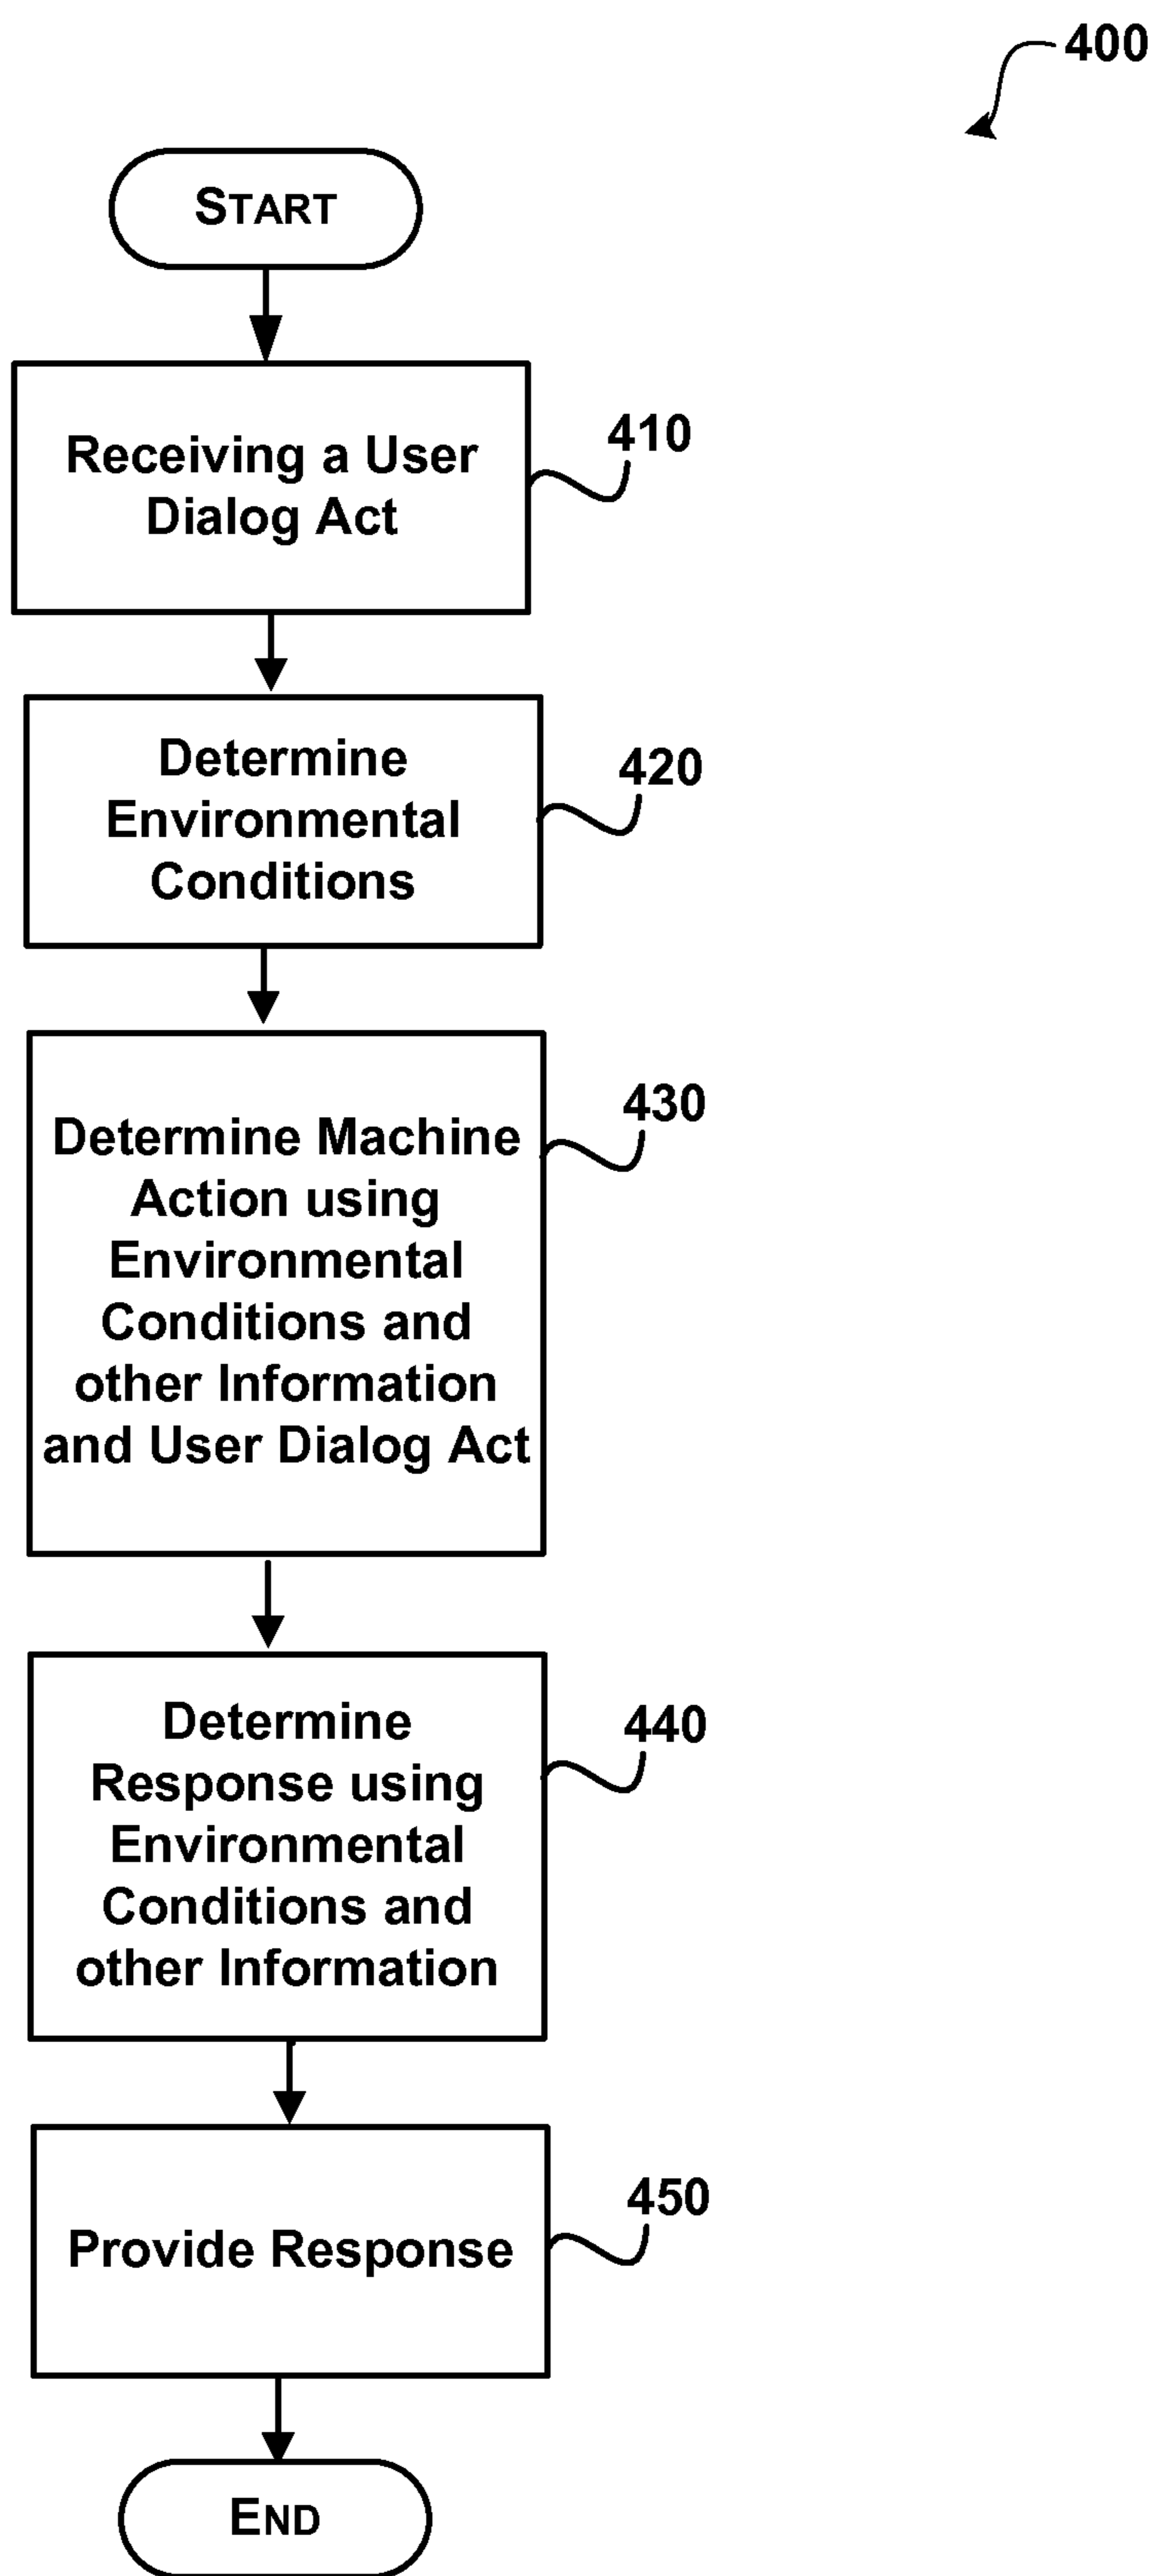 400
START
Receiving a User
Dialog Act
410
Determine
Environmental
Conditions
420
Determine Machine
Action using
Environmental
Conditions and
other Information
and User Dialog Act
430
Determine
Response using
Environmental
Conditions and
other Information
440
Provide Response
450
END